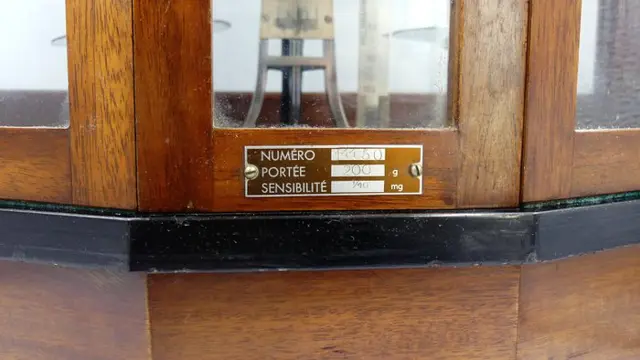 NUMÉRO
PORTÉE 200 g
SENSIBILITÉ mg